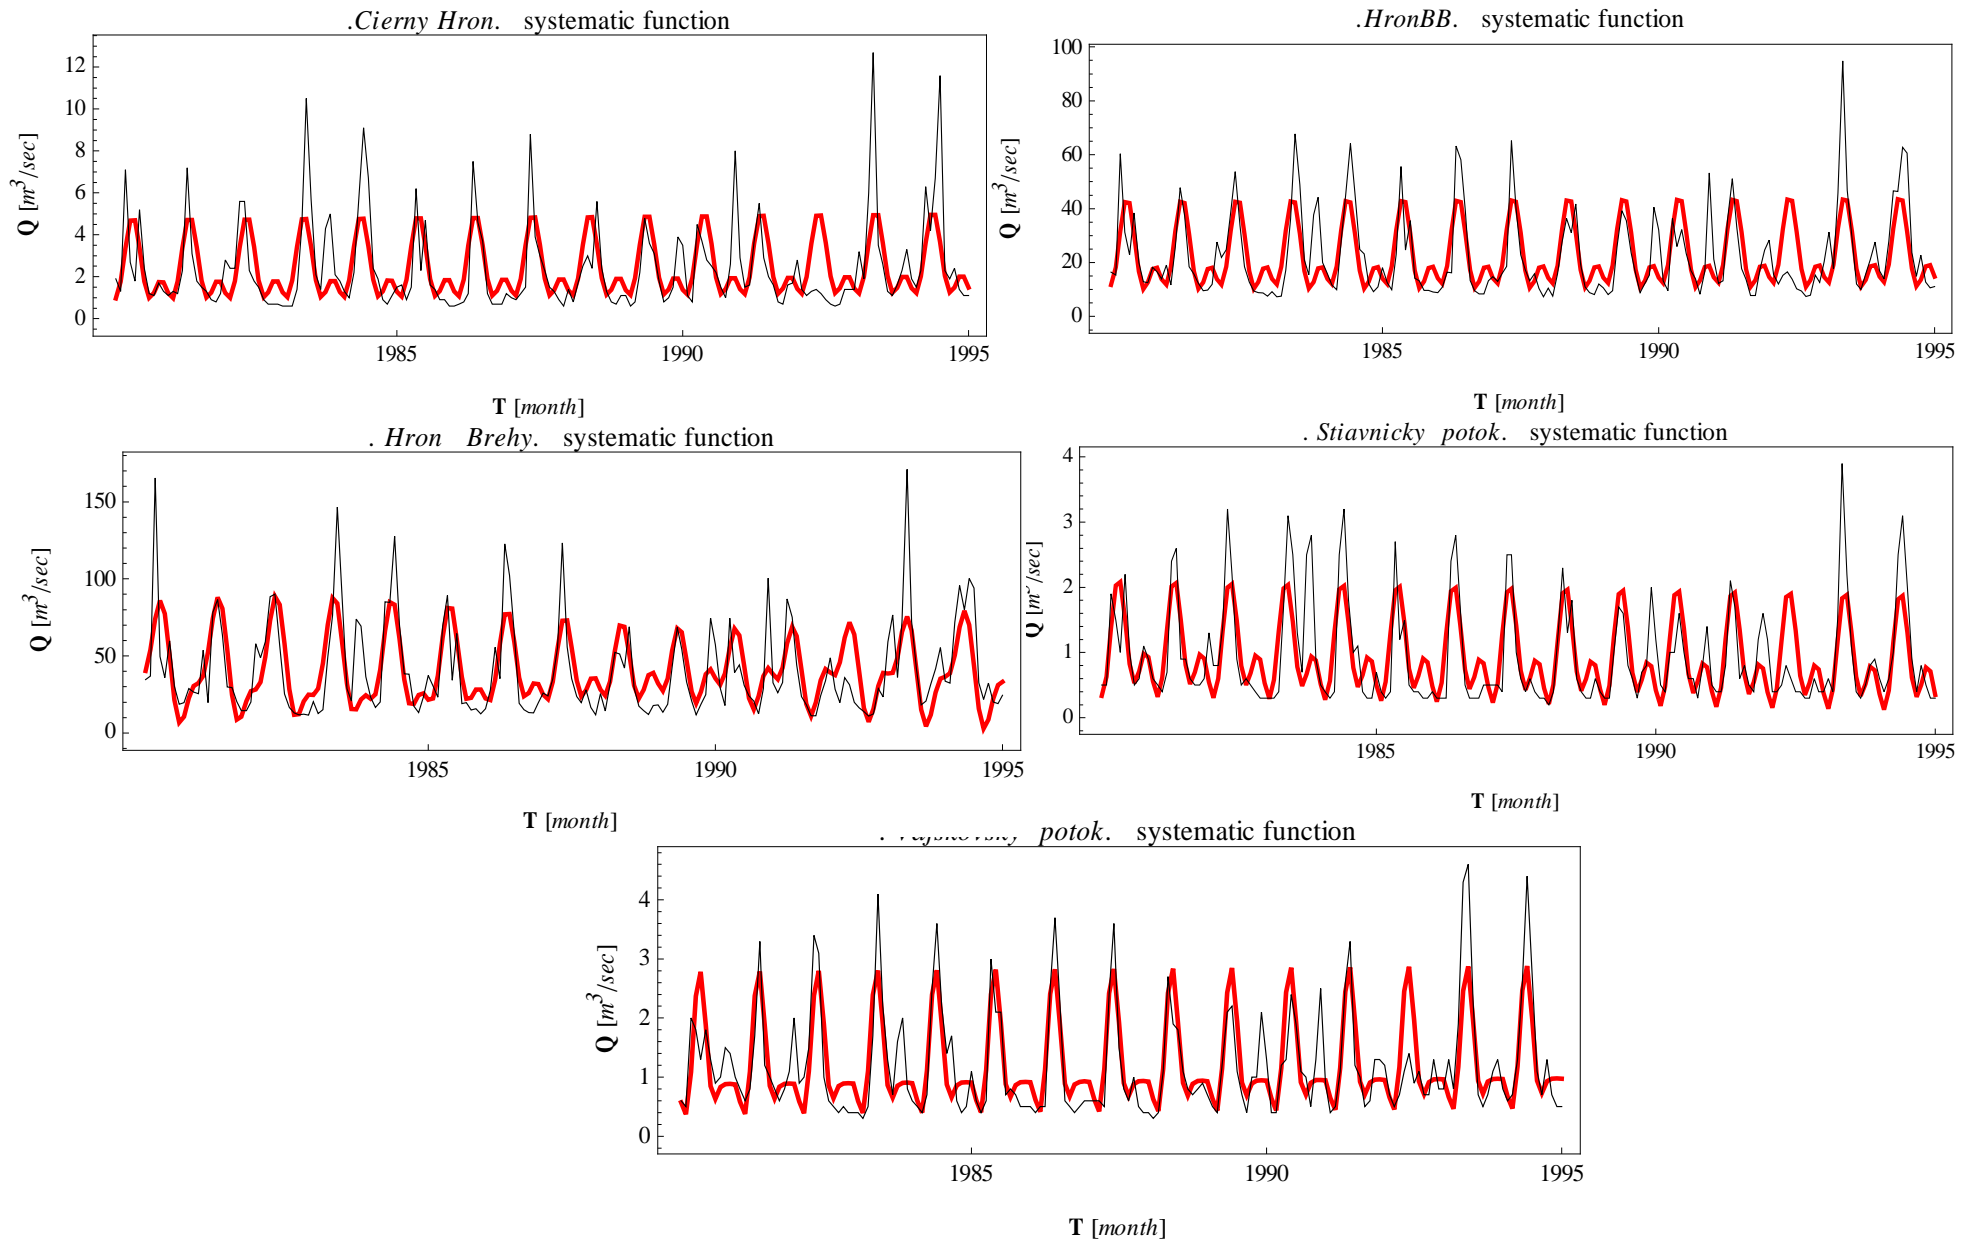 .Cierny Hron. systematic function
12
10
8
6
4
2
0
Q [m³/sec]
1985 1990 1995
T [month]
.HronBB. systematic function
100
80
60
40
20
0
Q [m³/sec]
1985 1990 1995
T [month]
. Hron Brehy. systematic function
150
100
50
0
Q [m³/sec]
1985 1990 1995
T [month]
. Stiavnicky potok. systematic function
4
3
2
1
0
Q [m /sec]
1985 1990 1995
T [month]
potok. systematic function
4
3
2
1
0
Q [m³/sec]
1985 1990 1995
T [month]